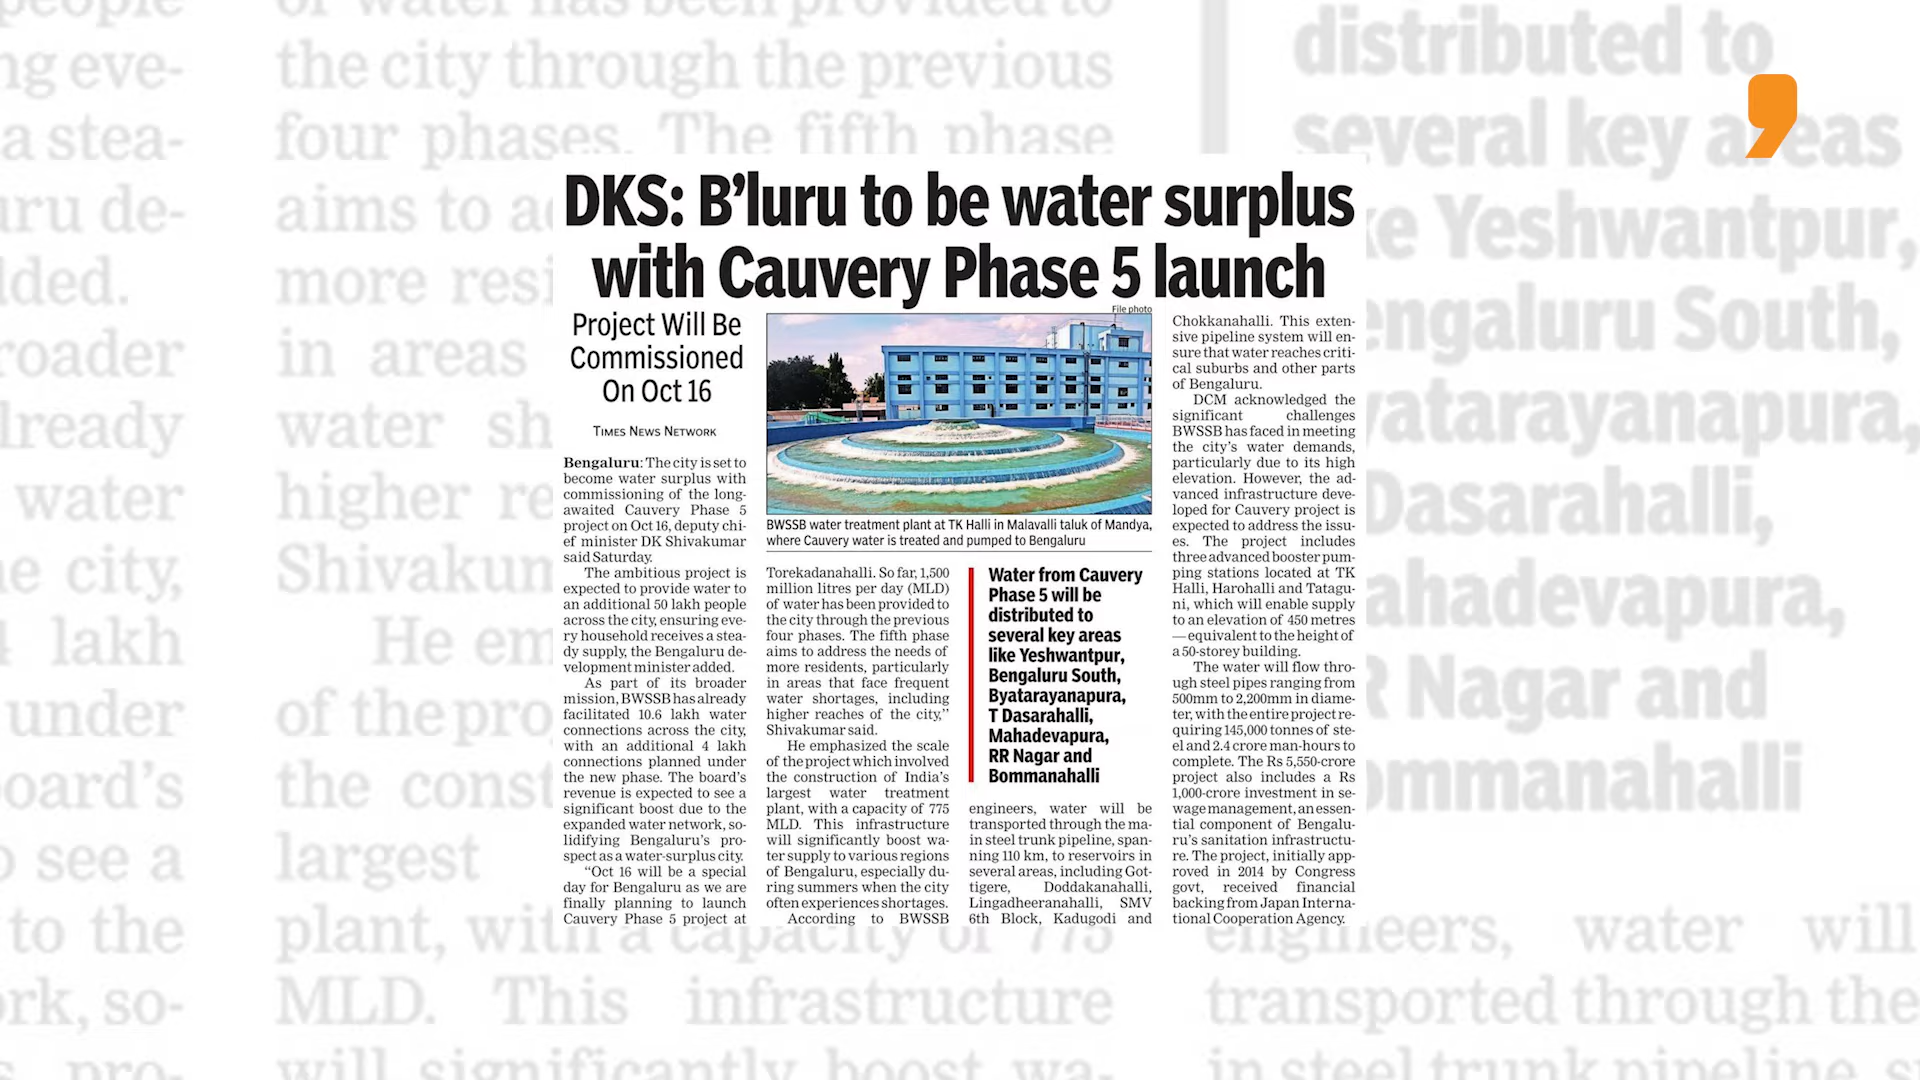 DKS: B'luru to be water surplus
with Cauvery Phase 5 launch
Project Will Be
Commissioned
On Oct 16
TIMES NEWS NETWORK
Bengaluru: The city is set to
become water surplus with
commissioning of the long-
awaited Cauvery Phase 5
project on Oct 16, deputy chi-
ef minister DK Shivakumar
said Saturday.
The ambitious project is
expected to provide water to
an additional 50 lakh people
across the city, ensuring eve-
ry household receives a stea-
dy supply, the Bengaluru de-
velopment minister added.
As part of its broader
mission, BWSSB has already
facilitated 10.6 lakh water
connections across the city,
with an additional 4 lakh
connections planned under
the new phase. The board's
revenue is expected to see a
significant boost due to the
expanded water network, so-
lidifying Bengaluru's pro-
spect as a water-surplus city.
"Oct 16 will be a special
day for Bengaluru as we are
finally planning to launch
Cauvery Phase 5 project at
File photo
BWSSB water treatment plant at TK Halli in Malavalli taluk of Mandya,
where Cauvery water is treated and pumped to Bengaluru
Torekadanahalli. So far, 1,500
million litres per day (MLD)
of water has been provided to
the city through the previous
four phases. The fifth phase
aims to address the needs of
more residents, particularly
in areas that face frequent
water shortages, including
higher reaches of the city,"
Shivakumar said.
He emphasized the scale
of the project which involved
the construction of India's
largest water treatment
plant, with a capacity of 775
MLD. This infrastructure
will significantly boost wa-
ter supply to various regions
of Bengaluru, especially du-
ring summers when the city
often experiences shortages.
According to BWSSB
Water from Cauvery
Phase 5 will be
distributed to
several key areas
like Yeshwantpur,
Bengaluru South,
Byatarayanapura,
T Dasarahalli,
Mahadevapura,
RR Nagar and
Bommanahalli
engineers, water will be
transported through the ma-
in steel trunk pipeline, span-
ning 110 km, to reservoirs in
several areas, including Got-
tigere, Doddakanahalli,
Lingadheeranahalli, SMV
6th Block, Kadugodi and
Chokkanahalli. This exten-
sive pipeline system will en-
sure that water reaches criti-
cal suburbs and other parts
of Bengaluru.
DCM acknowledged the
significant challenges
BWSSB has faced in meeting
the city's water demands,
particularly due to its high
elevation. However, the ad-
vanced infrastructure deve-
loped for Cauvery project is
expected to address the issu-
es. The project includes
three advanced booster pum-
ping stations located at TK
Halli, Harohalli and Tatagu-
ni, which will enable supply
to an elevation of 450 metres
— equivalent to the height of
a 50-storey building.
The water will flow thro-
ugh steel pipes ranging from
500mm to 2,200mm in diame-
ter, with the entire project re-
quiring 145,000 tonnes of ste-
el and 2.4 crore man-hours to
complete. The Rs 5,550-crore
project also includes a Rs
1,000-crore investment in se-
wage management, an essen-
tial component of Bengalu-
ru's sanitation infrastructu-
re. The project, initially app-
roved in 2014 by Congress
govt, received financial
backing from Japan Interna-
tional Cooperation Agency.